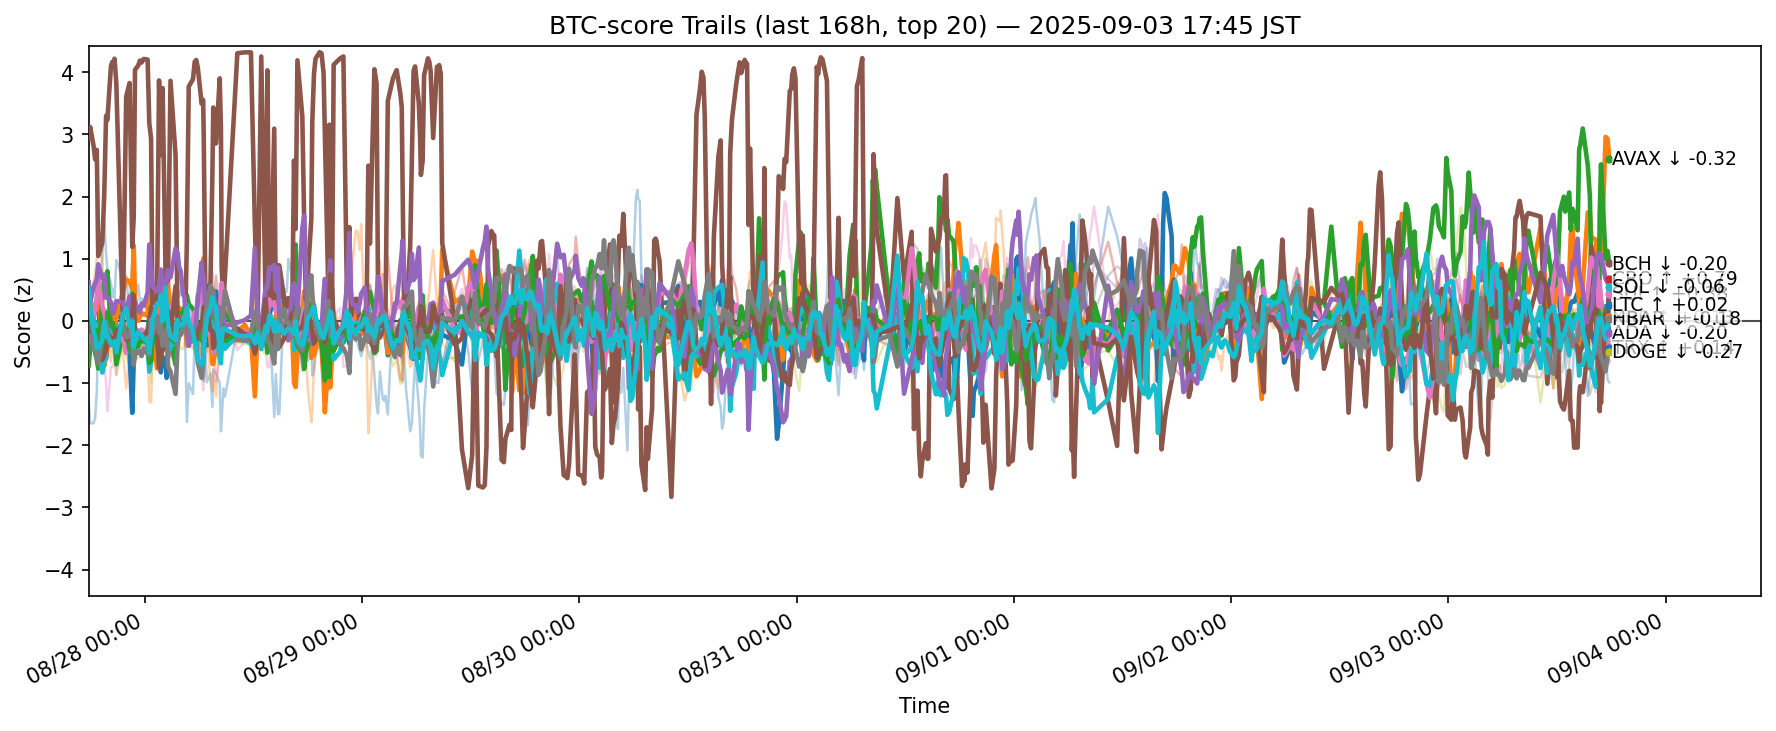 BTC-score Trails (last 168h, top 20) — 2025-09-03 17:45 JST
Score (z)
4
3
2
1
0
−1
−2
−3
−4
AVAX ↓ -0.32
BCH ↓ -0.20
SOL ↓ -0.06
LTC ↑ +0.02
HBAR ↓ -0.18
ADA ↓ -0.20
DOGE ↓ -0.27
08/28 00:00
08/29 00:00
08/30 00:00
08/31 00:00
09/01 00:00
09/02 00:00
09/03 00:00
09/04 00:00
Time